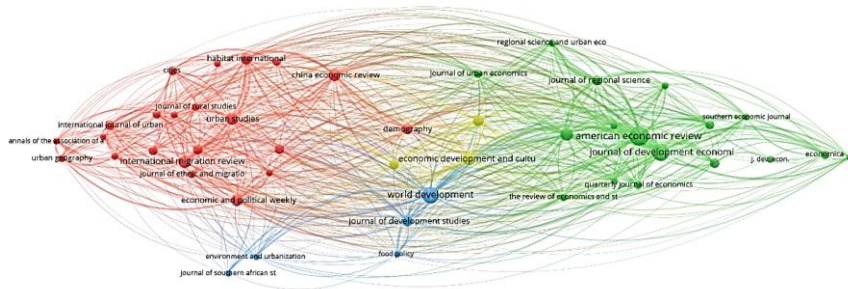 regional science and urban eco
habitat international
cities
china economic review
journal of urban economics
journal of regional science
journal of rural studies
international journal of urban
urban studies
demography
southern economic journal
american economic review
annals of the association of a
urban geography
international migration review
economic development and cultu
journal of development economi
economica
j. dev. econ.
journal of ethnic and migratio
quarterly journal of economics
world development
the review of economics and st
economic and political weekly
journal of development studies
environment and urbanization
food policy
journal of southern african st